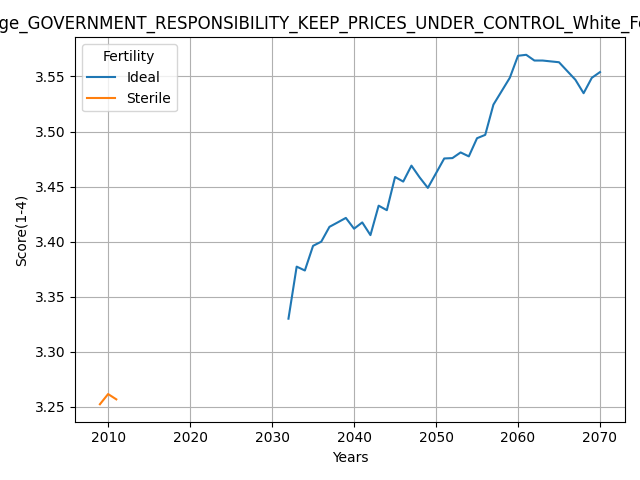 ge_GOVERNMENT_RESPONSIBILITY_KEEP_PRICES_UNDER_CONTROL_White_Fe
Fertility
Ideal
Sterile
Score(1-4)
3.55
3.50
3.45
3.40
3.35
3.30
3.25
2010 2020 2030 2040 2050 2060 2070
Years